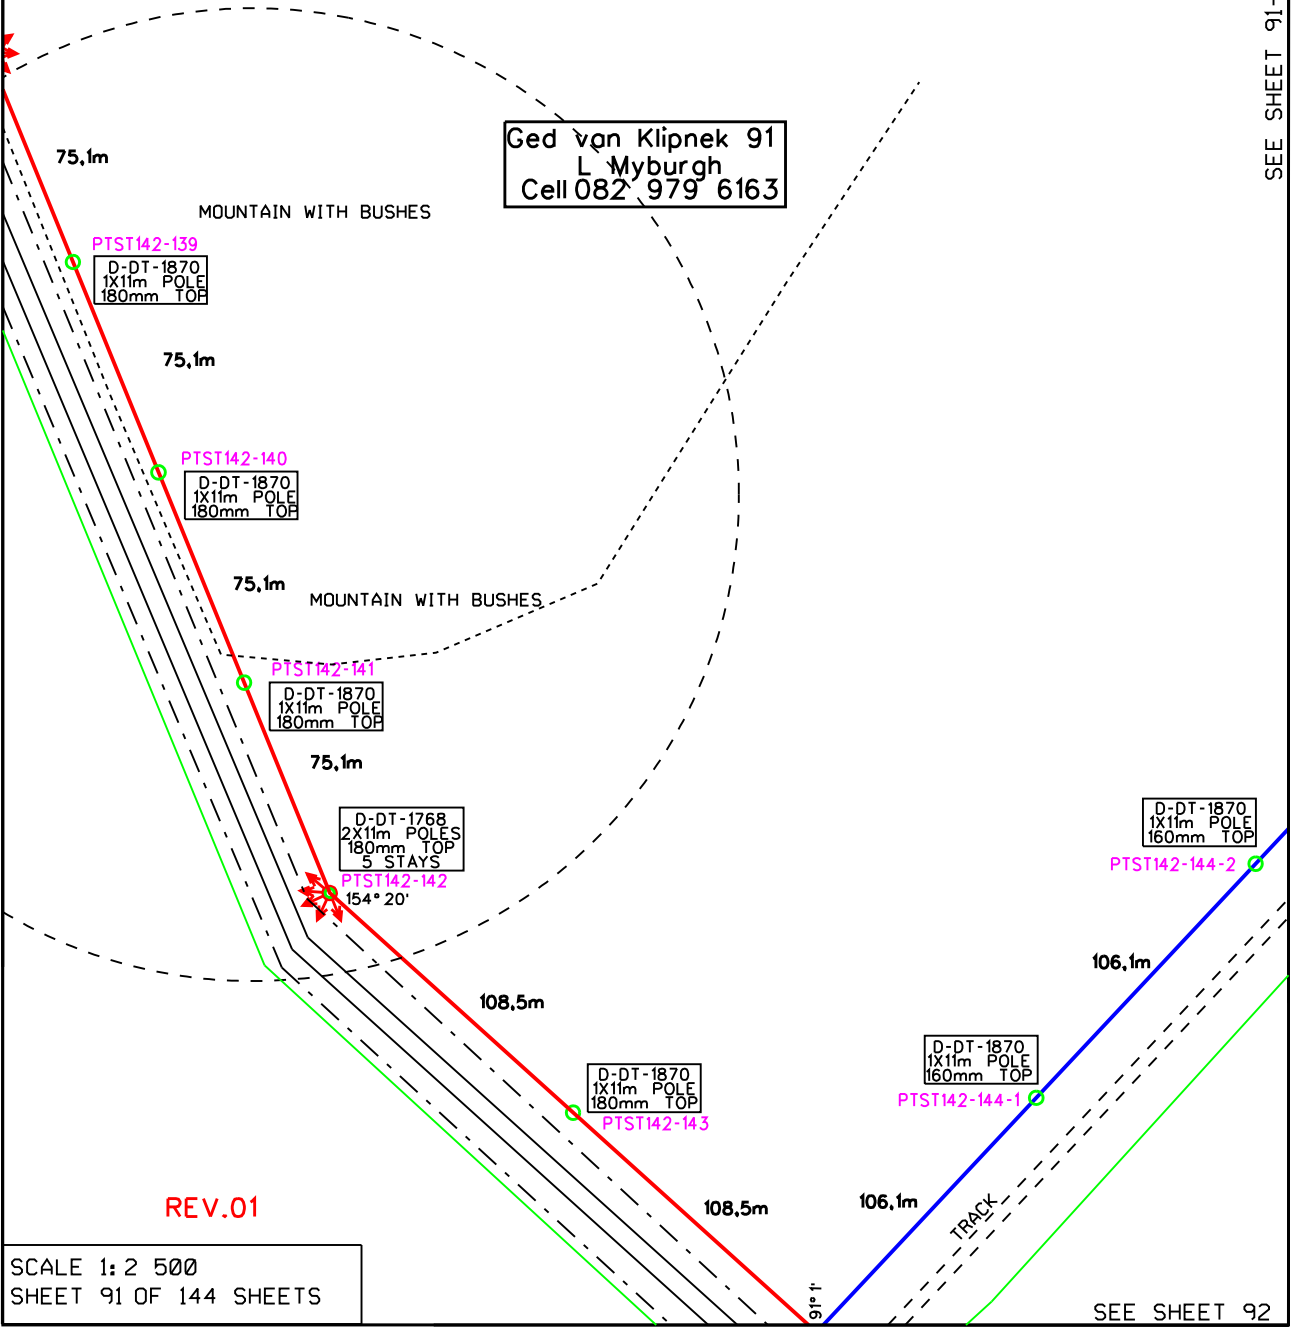 SEE SHEET 91-
Ged van Klipnek 91
L Myburgh
Cell 082 979 6163
75,1m
MOUNTAIN WITH BUSHES
PTST142-139
D-DT-1870
1X11m POLE
180mm TOP
75,1m
PTST142-140
D-DT-1870
1X11m POLE
180mm TOP
75,1m
MOUNTAIN WITH BUSHES
PTST142-141
D-DT-1870
1X11m POLE
180mm TOP
75,1m
D-DT-1768
2X11m POLES
180mm TOP
5 STAYS
PTST142-142
154° 20'
D-DT-1870
1X11m POLE
160mm TOP
PTST142-144-2
106,1m
108,5m
D-DT-1870
1X11m POLE
160mm TOP
PTST142-144-1
D-DT-1870
1X11m POLE
180mm TOP
PTST142-143
108,5m
106,1m
TRACK
REV.01
91° 1'
SCALE 1: 2 500
SHEET 91 OF 144 SHEETS
SEE SHEET 92